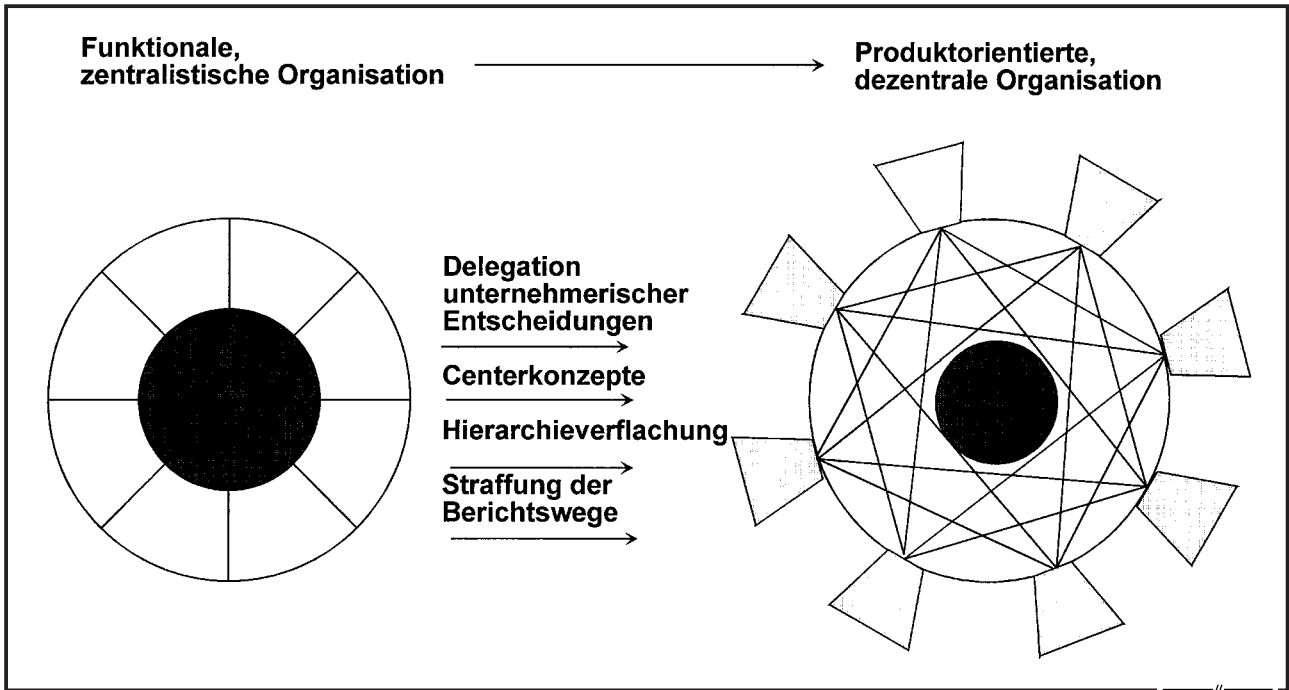 Funktionale,
zentralistische Organisation
Produktorientierte,
dezentrale Organisation
Delegation
unternehmerischer
Entscheidungen
Centerkonzepte
Hierarchieverflachung
Straffung der
Berichtswege